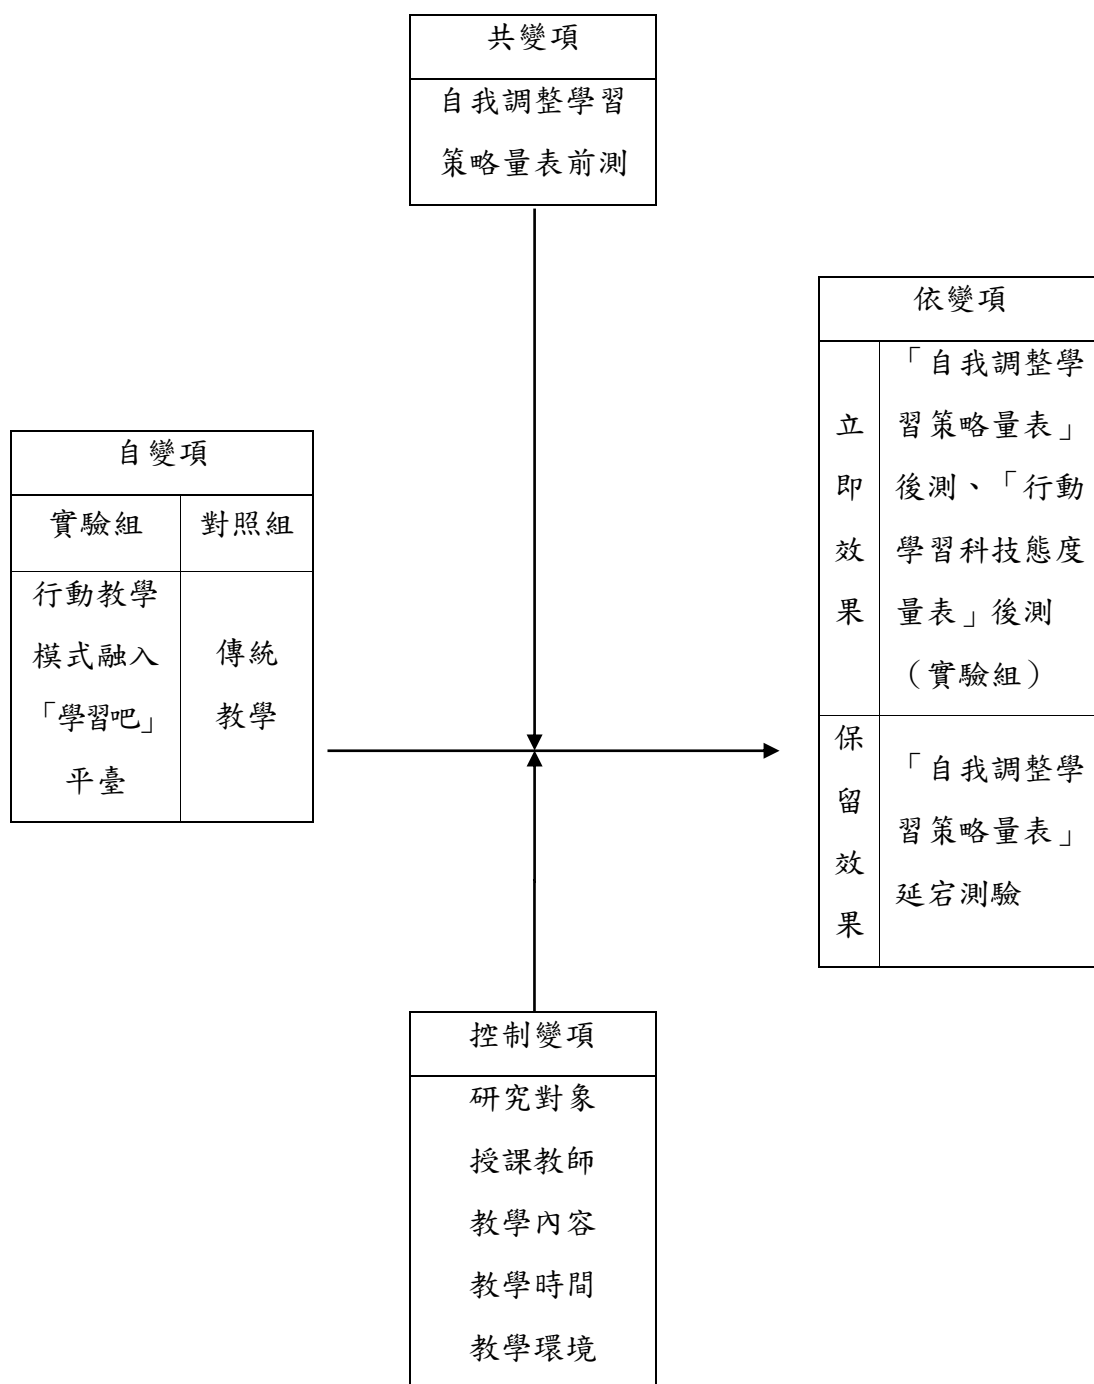 共變項
自我調整學習
策略量表前測
自變項
實驗組
對照組
行動教學
模式融入
「學習吧」
平臺
傳統
教學
依變項
立即效果
「自我調整學
習策略量表」
後測、「行動
學習科技態度
量表」後測
（實驗組）
保留效果
「自我調整學
習策略量表」
延宕測驗
控制變項
研究對象
授課教師
教學內容
教學時間
教學環境